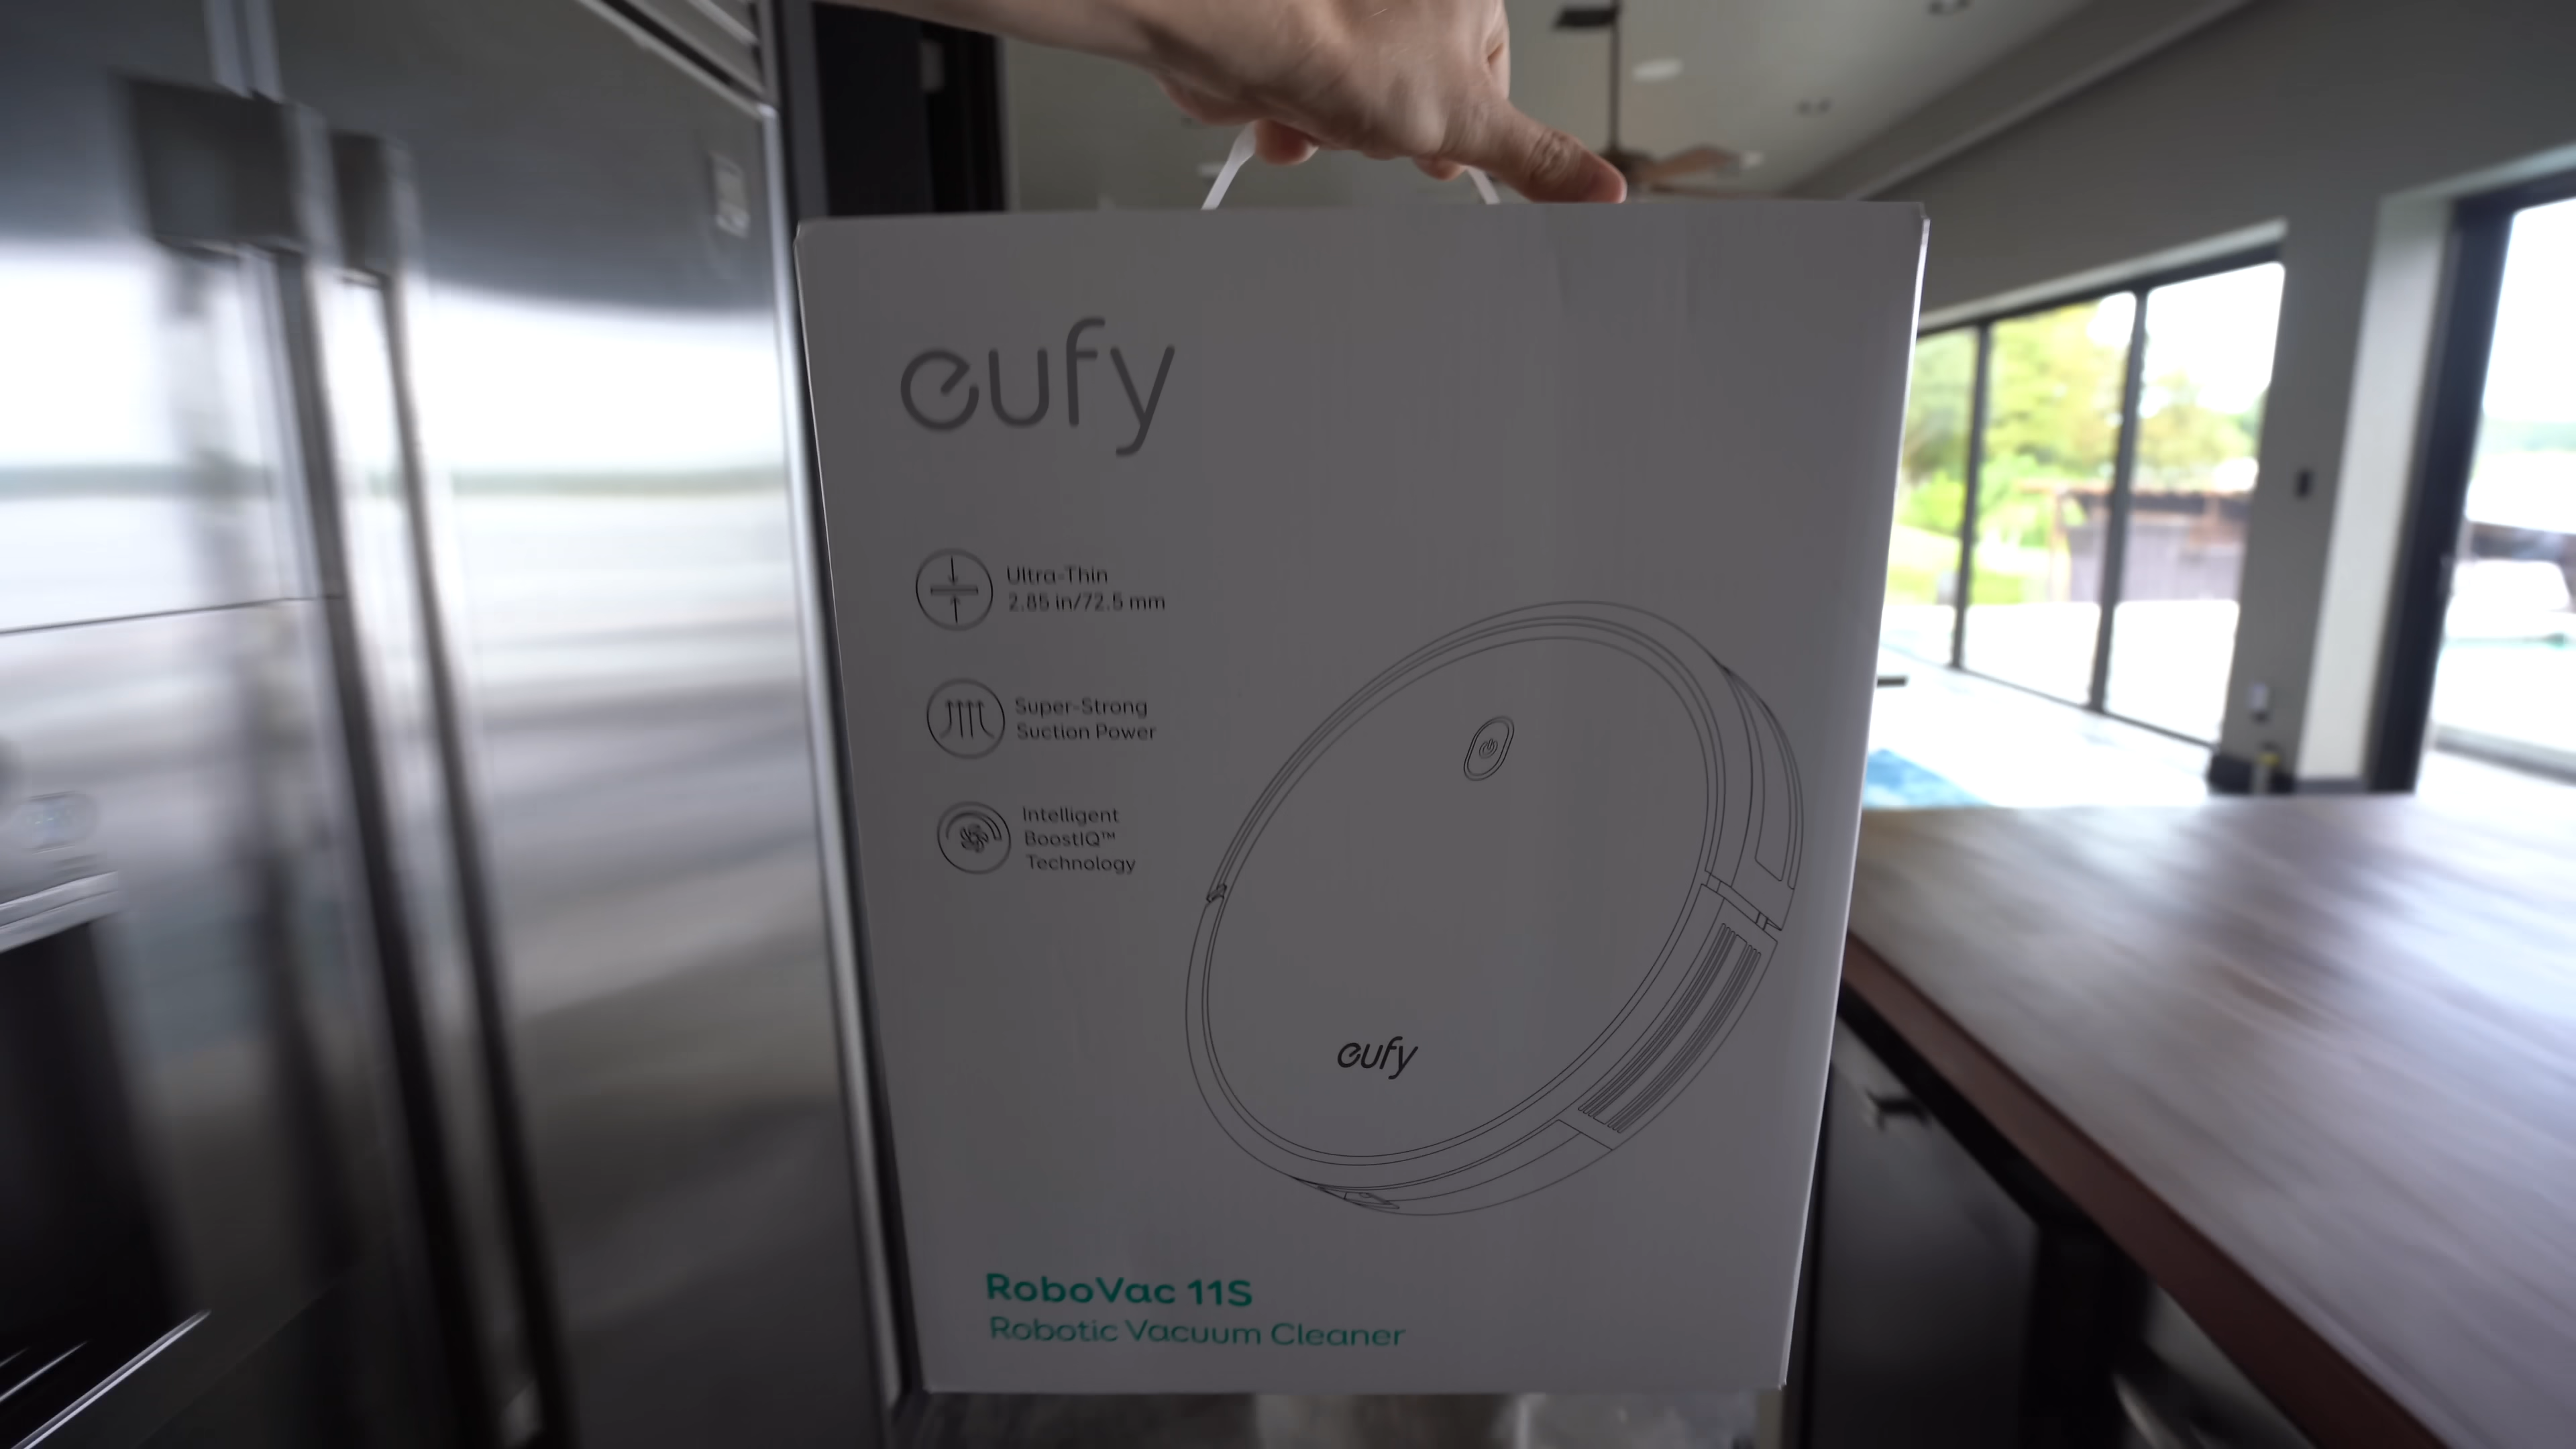 eufy
Ultra-Thin
2.85 in/72.5 mm
Super-Strong
Suction Power
Intelligent
BoostIQ™
Technology
eufy
RoboVac 11S
Robotic Vacuum Cleaner